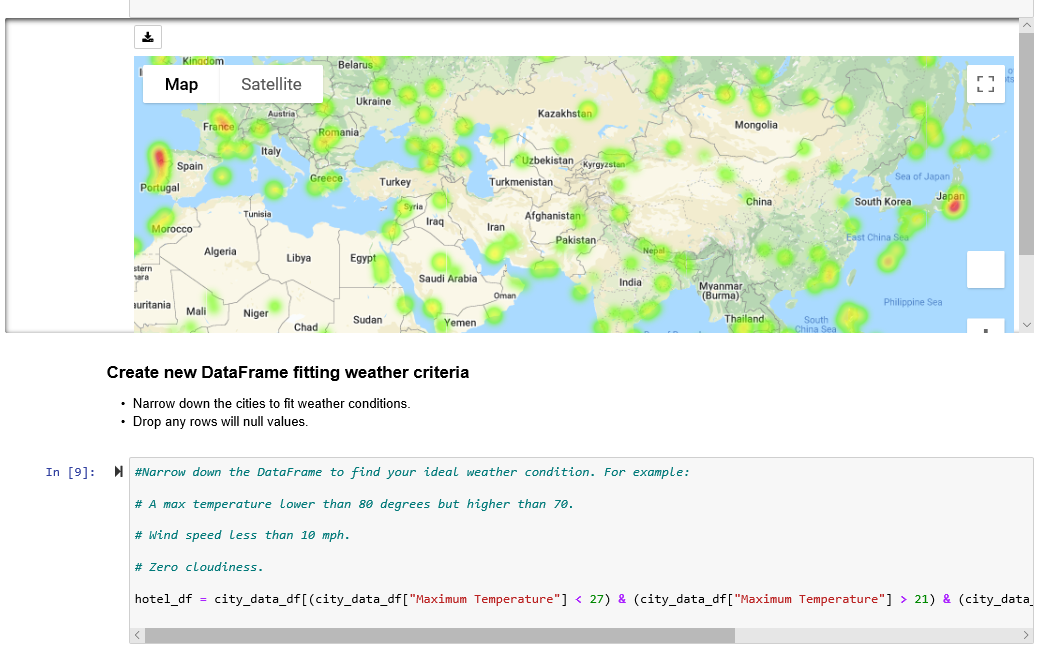 Kingdom
Belarus
Map
Satellite
Ukraine
Kazakhstan
Austria
France
Romania
Mongolia
Italy
Uzbekistan
Kyrgyzstan
Spain
Greece
Turkey
Turkmenistan
Sea of Japan
Portugal
Syria
China
South Korea
Japan
Tunisia
Iraq
Iran
Afghanistan
Morocco
East China Sea
Algeria
Libya
Egypt
Pakistan
Nepal
stern
hara
Saudi Arabia
India
Myanmar
(Burma)
Oman
uritania
Mali
Niger
Philippine Sea
Chad
Sudan
Yemen
Thailand
South
China Sea
Create new DataFrame fitting weather criteria
• Narrow down the cities to fit weather conditions.
• Drop any rows will null values.
In [9]:
#Narrow down the DataFrame to find your ideal weather condition. For example:
# A max temperature lower than 80 degrees but higher than 70.
# Wind speed less than 10 mph.
# Zero cloudiness.
hotel_df = city_data_df[(city_data_df["Maximum Temperature"] < 27) & (city_data_df["Maximum Temperature"] > 21) & (city_data_